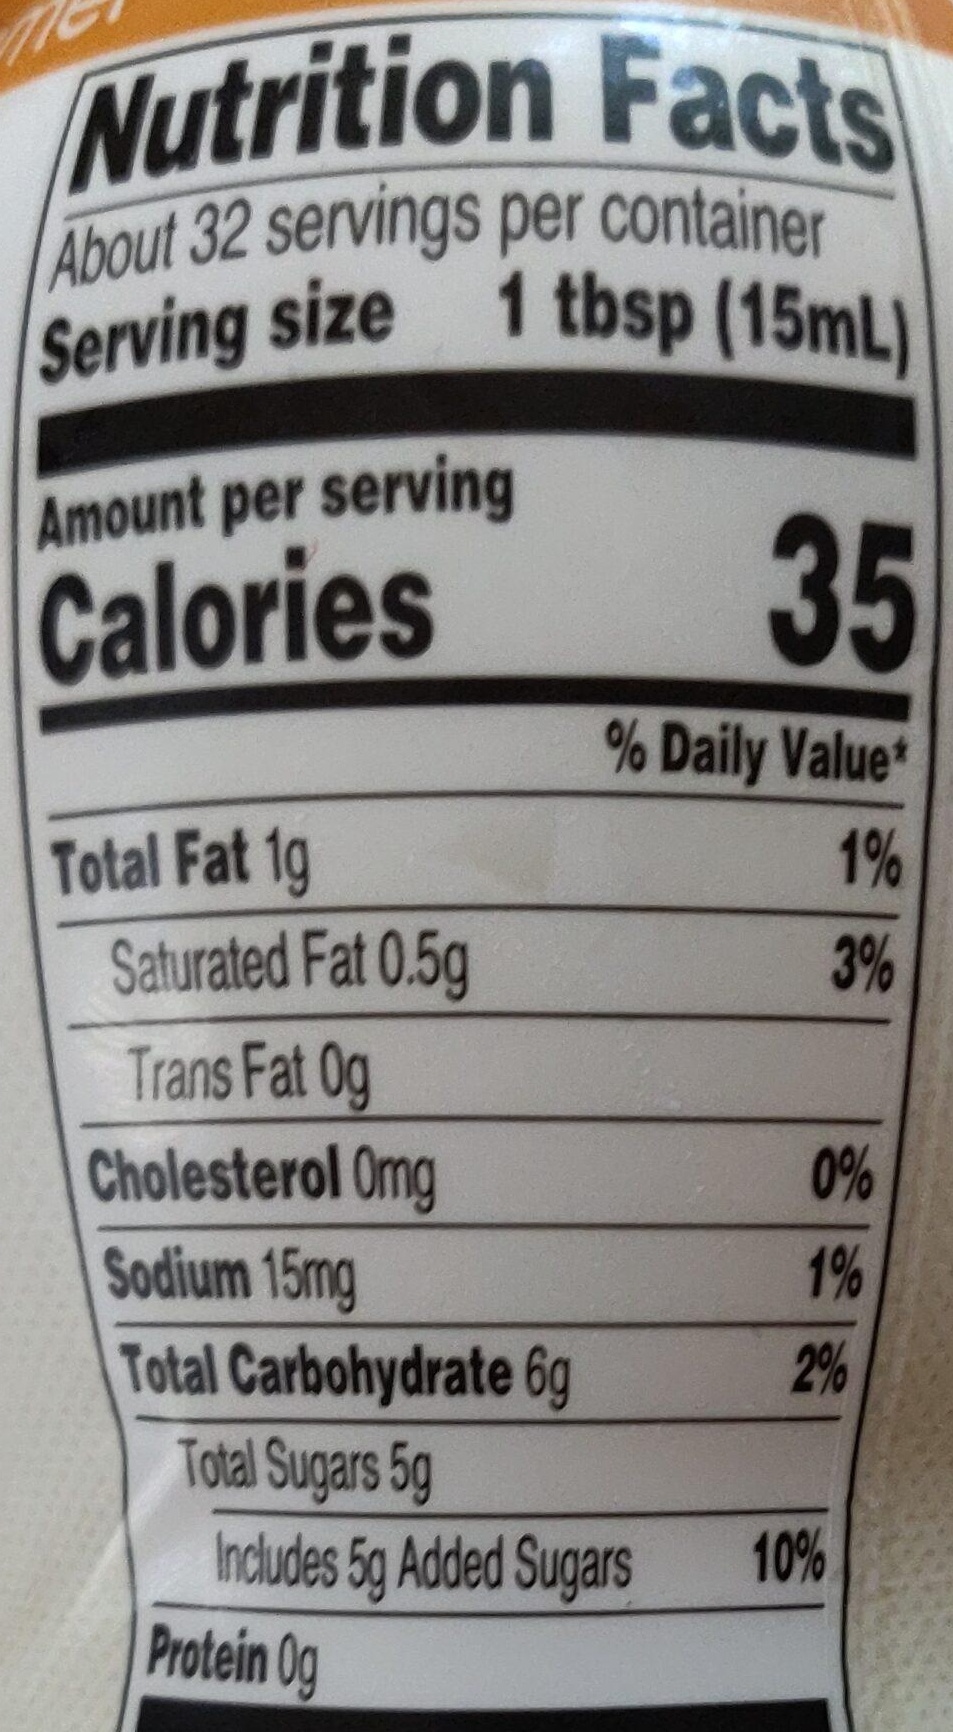 Nutrition Facts
About 32 servings per container
Serving size 1 tbsp (15mL)
Amount per serving
Calories 35
% Daily Value*
Total Fat 1g 1%
Saturated Fat 0.5g 3%
Trans Fat 0g
Cholesterol 0mg 0%
Sodium 15mg 1%
Total Carbohydrate 6g 2%
Total Sugars 5g
Includes 5g Added Sugars 10%
Protein 0g